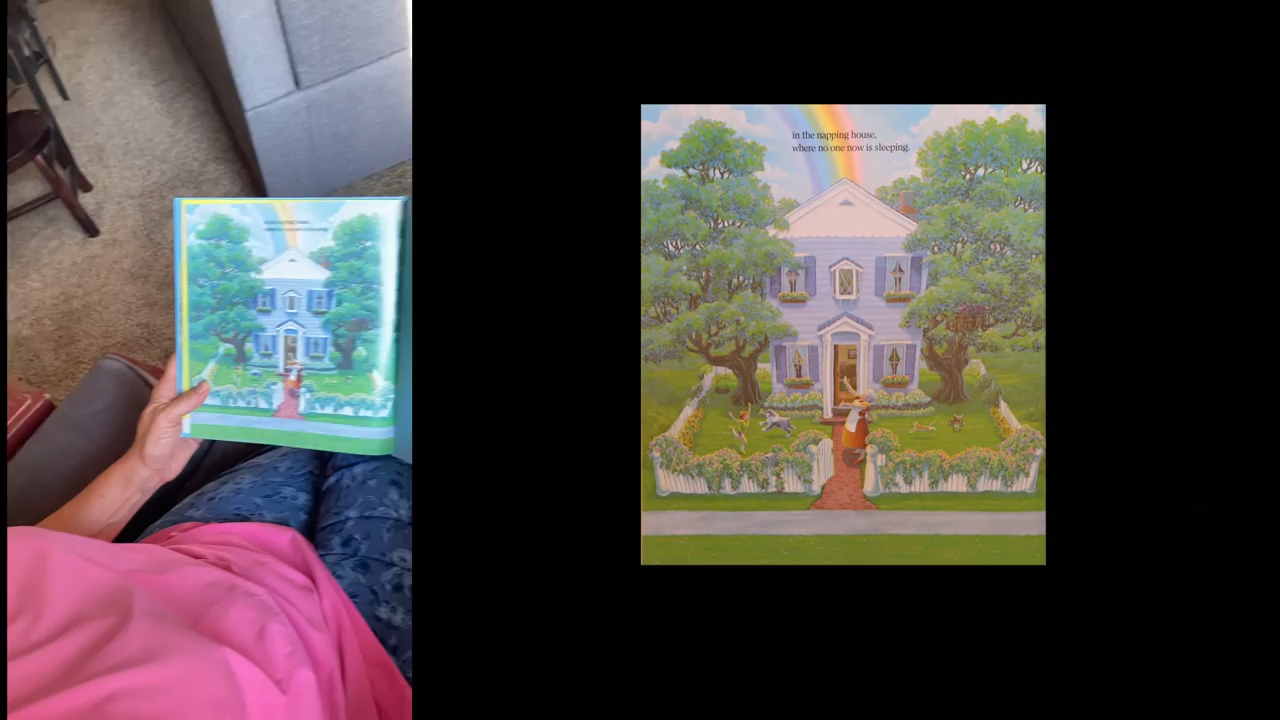 in the napping house,
where no one now is sleeping.